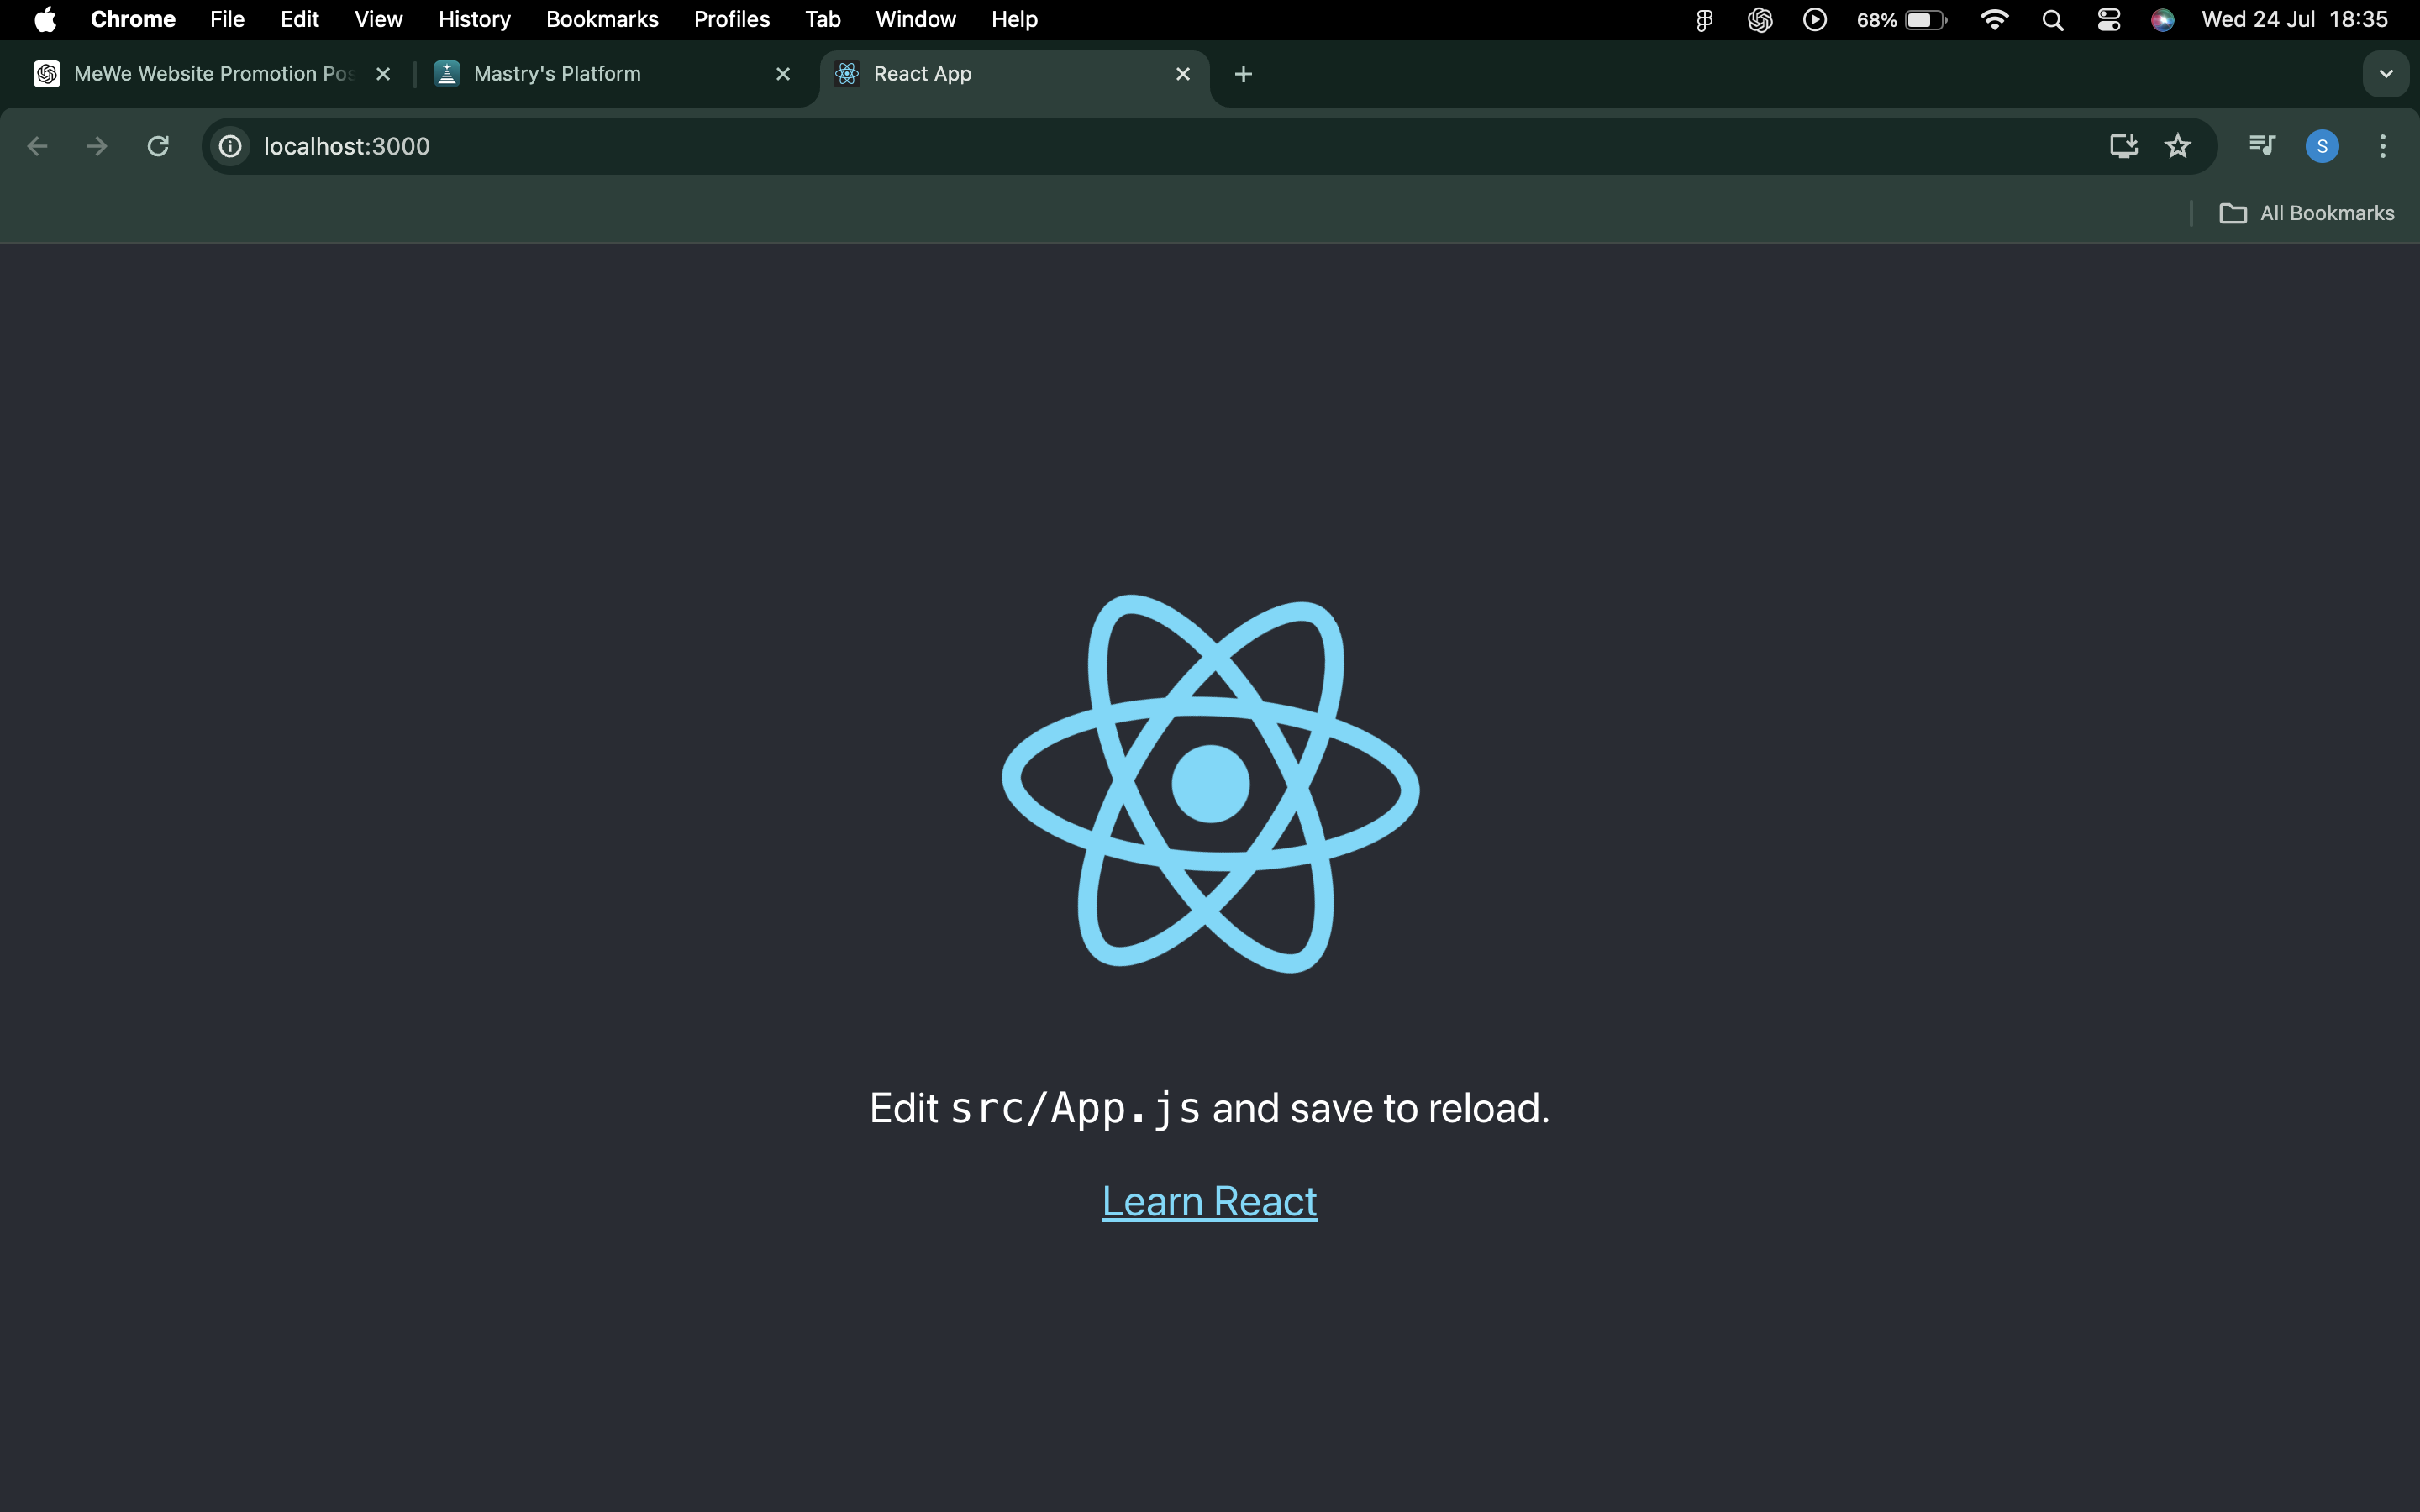 Chrome File Edit View History Bookmarks Profiles Tab Window Help 68% Wed 24 Jul 18:35
MeWe Website Promotion Pos Mastry's Platform React App
localhost:3000 S
All Bookmarks
Edit src/App.js and save to reload.
Learn React